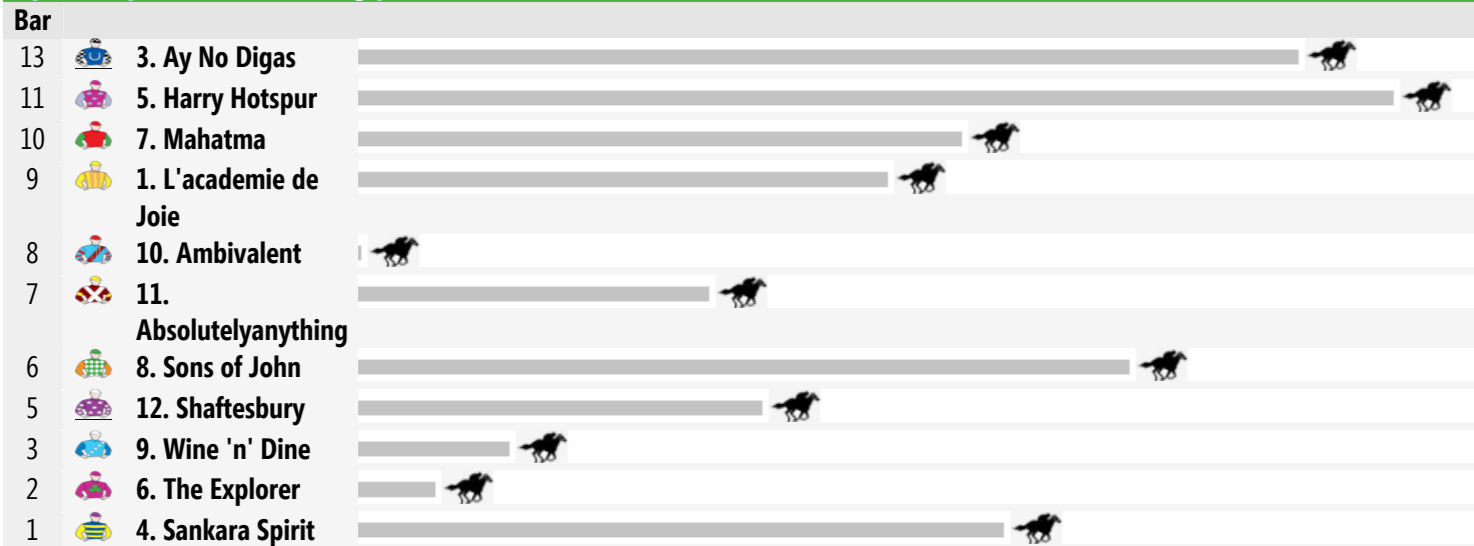 Bar
13 3. Ay No Digas
11 5. Harry Hotspur
10 7. Mahatma
9 1. L'academie de
Joie
8 10. Ambivalent
7 11.
Absolutelyanything
6 8. Sons of John
5 12. Shaftesbury
3 9. Wine 'n' Dine
2 6. The Explorer
1 4. Sankara Spirit